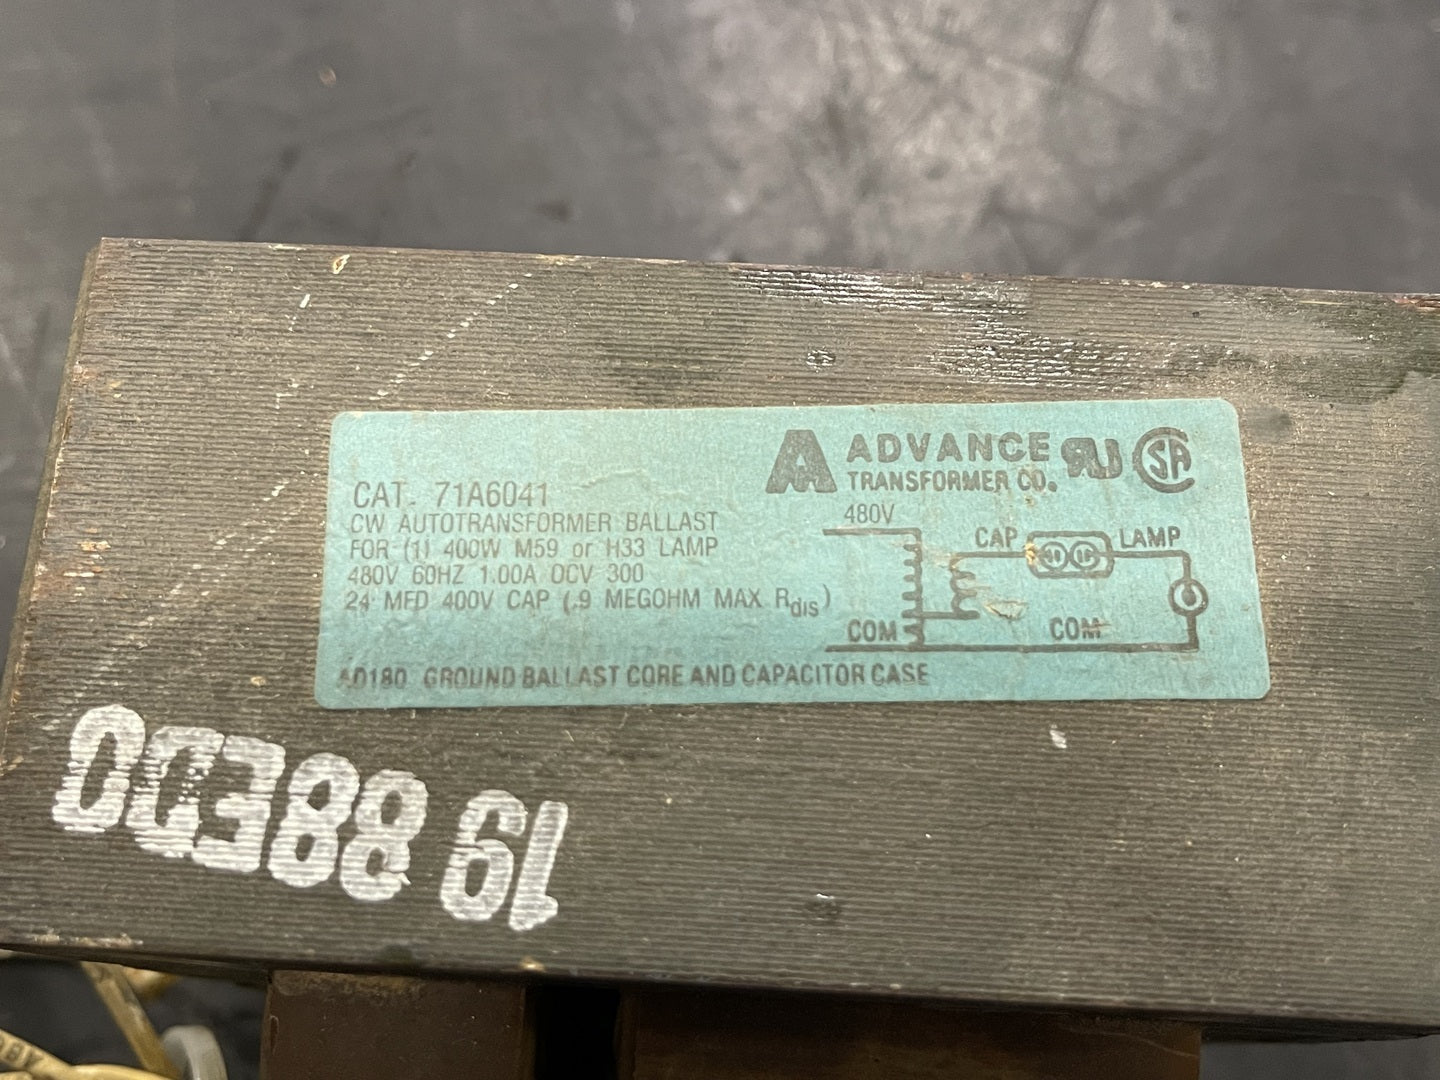 ADVANCE
TRANSFORMER CO.
CAT. 71A6041
CW AUTOTRANSFORMER BALLAST
FOR (1) 400W M59 or H33 LAMP
480V 60HZ 1.00A OCV 300
24 MFD 400V CAP (.9 MEGOHM MAX Rdis)
480V
CAP
LAMP
COM
COM
GROUND BALLAST CORE AND CAPACITOR CASE